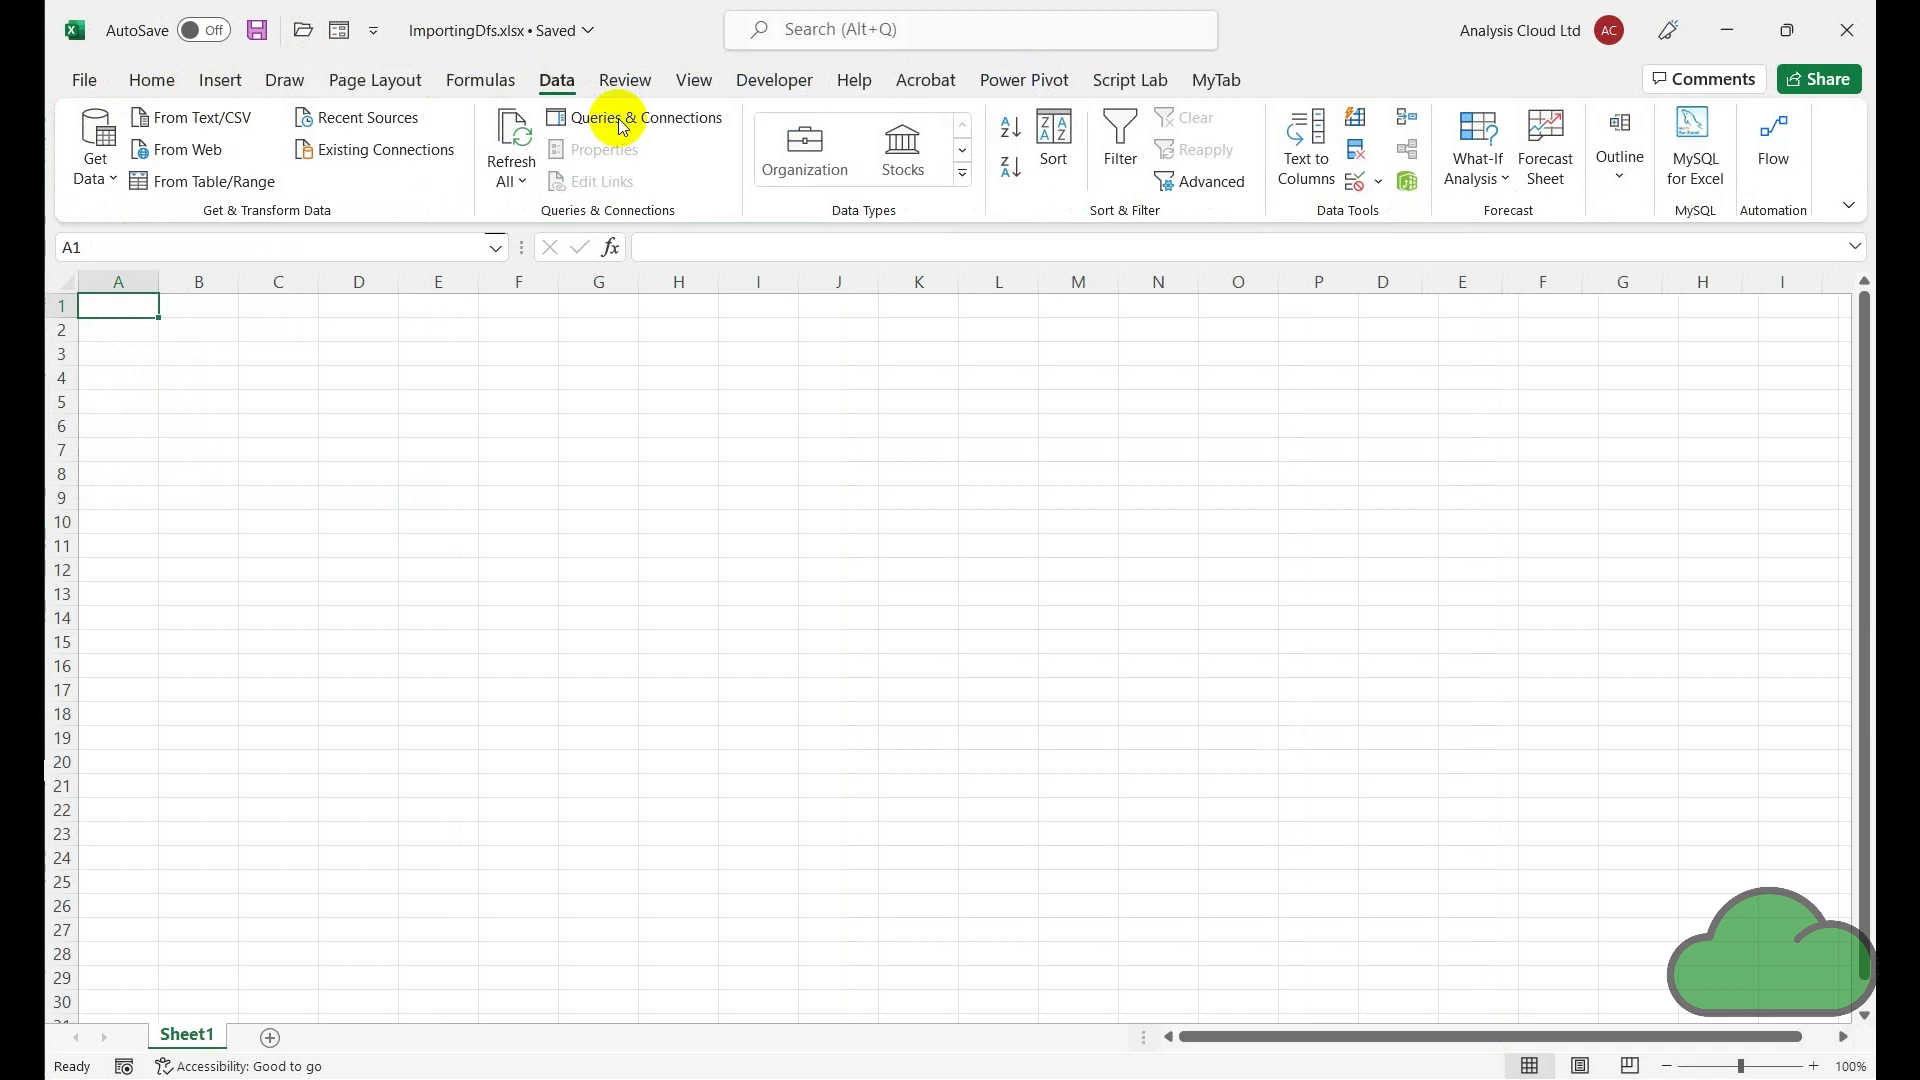 AutoSave Off ImportingDfs.xlsx • Saved Search (Alt+Q) Analysis Cloud Ltd AC
File Home Insert Draw Page Layout Formulas Data Review View Developer Help Acrobat Power Pivot Script Lab MyTab Comments Share
Get Data
From Text/CSV
From Web
From Table/Range
Recent Sources
Existing Connections
Get & Transform Data
Refresh All
Queries & Connections
Properties
Edit Links
Queries & Connections
Organization
Stocks
Data Types
Sort
Filter
Clear
Reapply
Advanced
Sort & Filter
Text to Columns
Data Tools
What-If Analysis
Forecast Sheet
Forecast
Outline
MySQL for Excel
MySQL
Flow
Automation
A1 fx
A B C D E F G H I J K L M N O P D E F G H I
1
2
3
4
5
6
7
8
9
10
11
12
13
14
15
16
17
18
19
20
21
22
23
24
25
26
27
28
29
30
Sheet1
Ready Accessibility: Good to go 100%